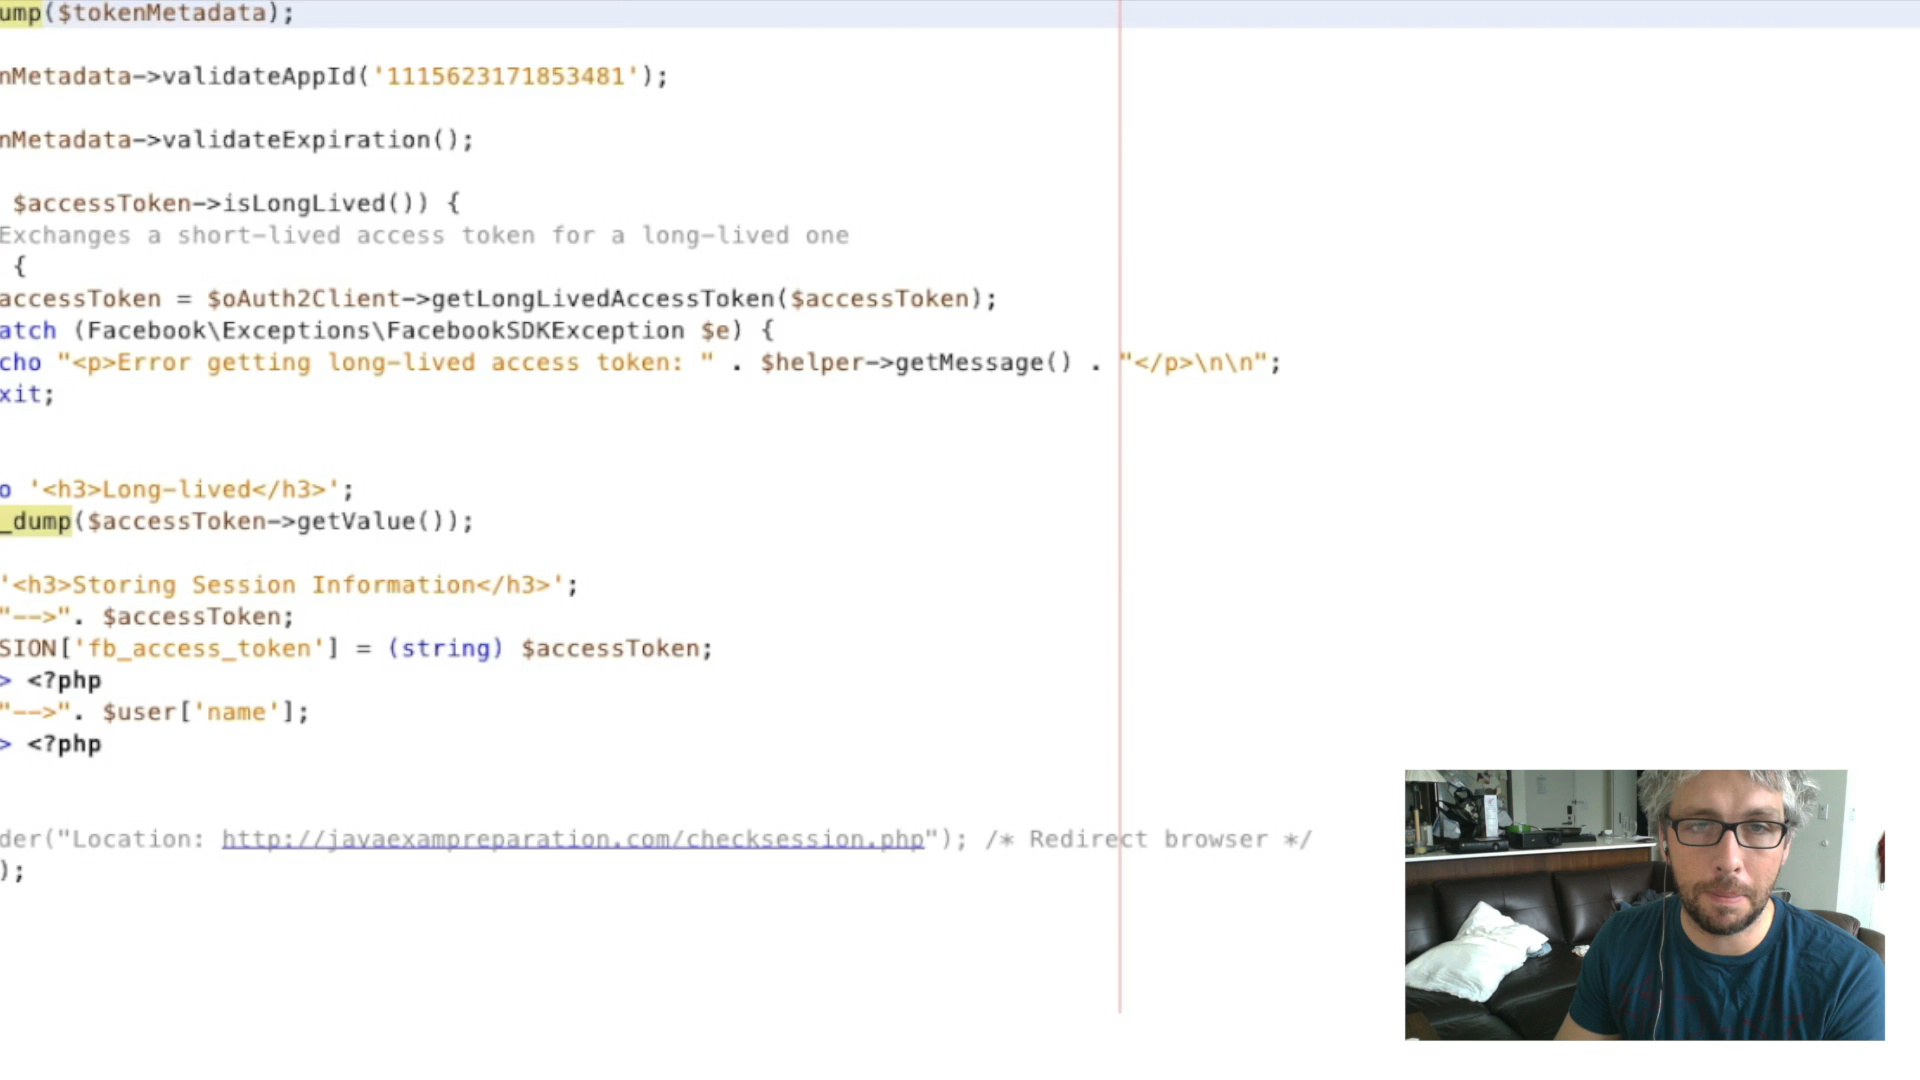 ump($tokenMetadata);
nMetadata->validateAppId('1115623171853481');
nMetadata->validateExpiration();
$accessToken->isLongLived()) {
Exchanges a short-lived access token for a long-lived one
{
accessToken = $oAuth2Client->getLongLivedAccessToken($accessToken);
atch (Facebook\Exceptions\FacebookSDKException $e) {
cho "<p>Error getting long-lived access token: " . $helper->getMessage() . "</p>\n\n";
xit;
o '<h3>Long-lived</h3>';
_dump($accessToken->getValue());
'<h3>Storing Session Information</h3>';
"-->". $accessToken;
SION['fb_access_token'] = (string) $accessToken;
> <?php
"-->". $user['name'];
> <?php
der("Location: http://javaexampreparation.com/checksession.php"); /* Redirect browser */
);